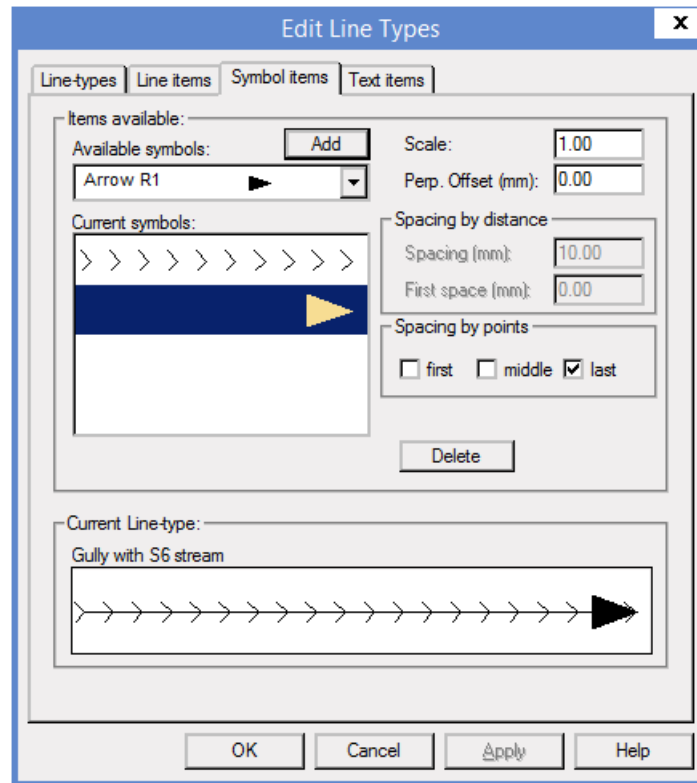 Edit Line Types
x
Line-types Line items Symbol items Text items
Items available:
Available symbols: Add
Arrow R1
Scale: 1.00
Perp. Offset (mm): 0.00
Current symbols:
Spacing by distance
Spacing (mm): 10.00
First space (mm): 0.00
Spacing by points
first middle last
Delete
Current Line-type:
Gully with S6 stream
OK Cancel Apply Help